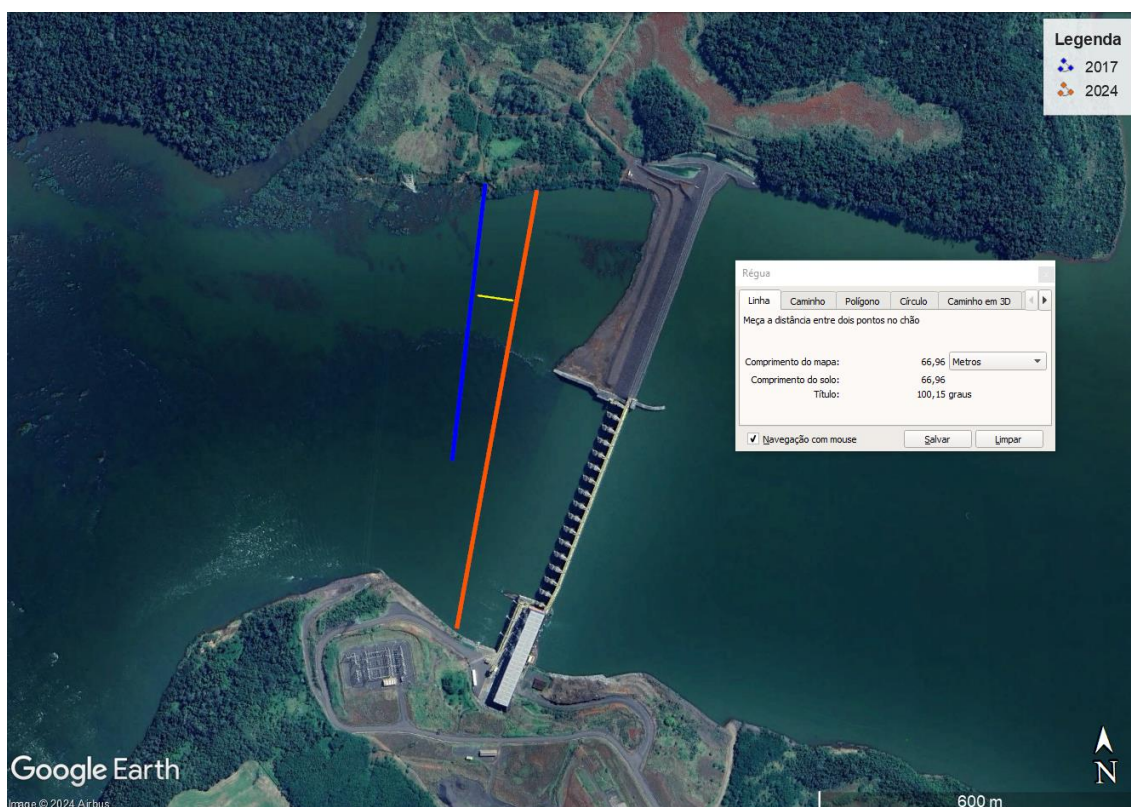 Legenda
2017
2024
Régua
Linha Caminho Polígono Círculo Caminho em 3D
Meça a distância entre dois pontos no chão
Comprimento do mapa: 66,96 Metros
Comprimento do solo: 66,96
Título: 100,15 graus
Navegação com mouse Salvar Limpar
N
Google Earth
Image © 2024 Airbus
600 m